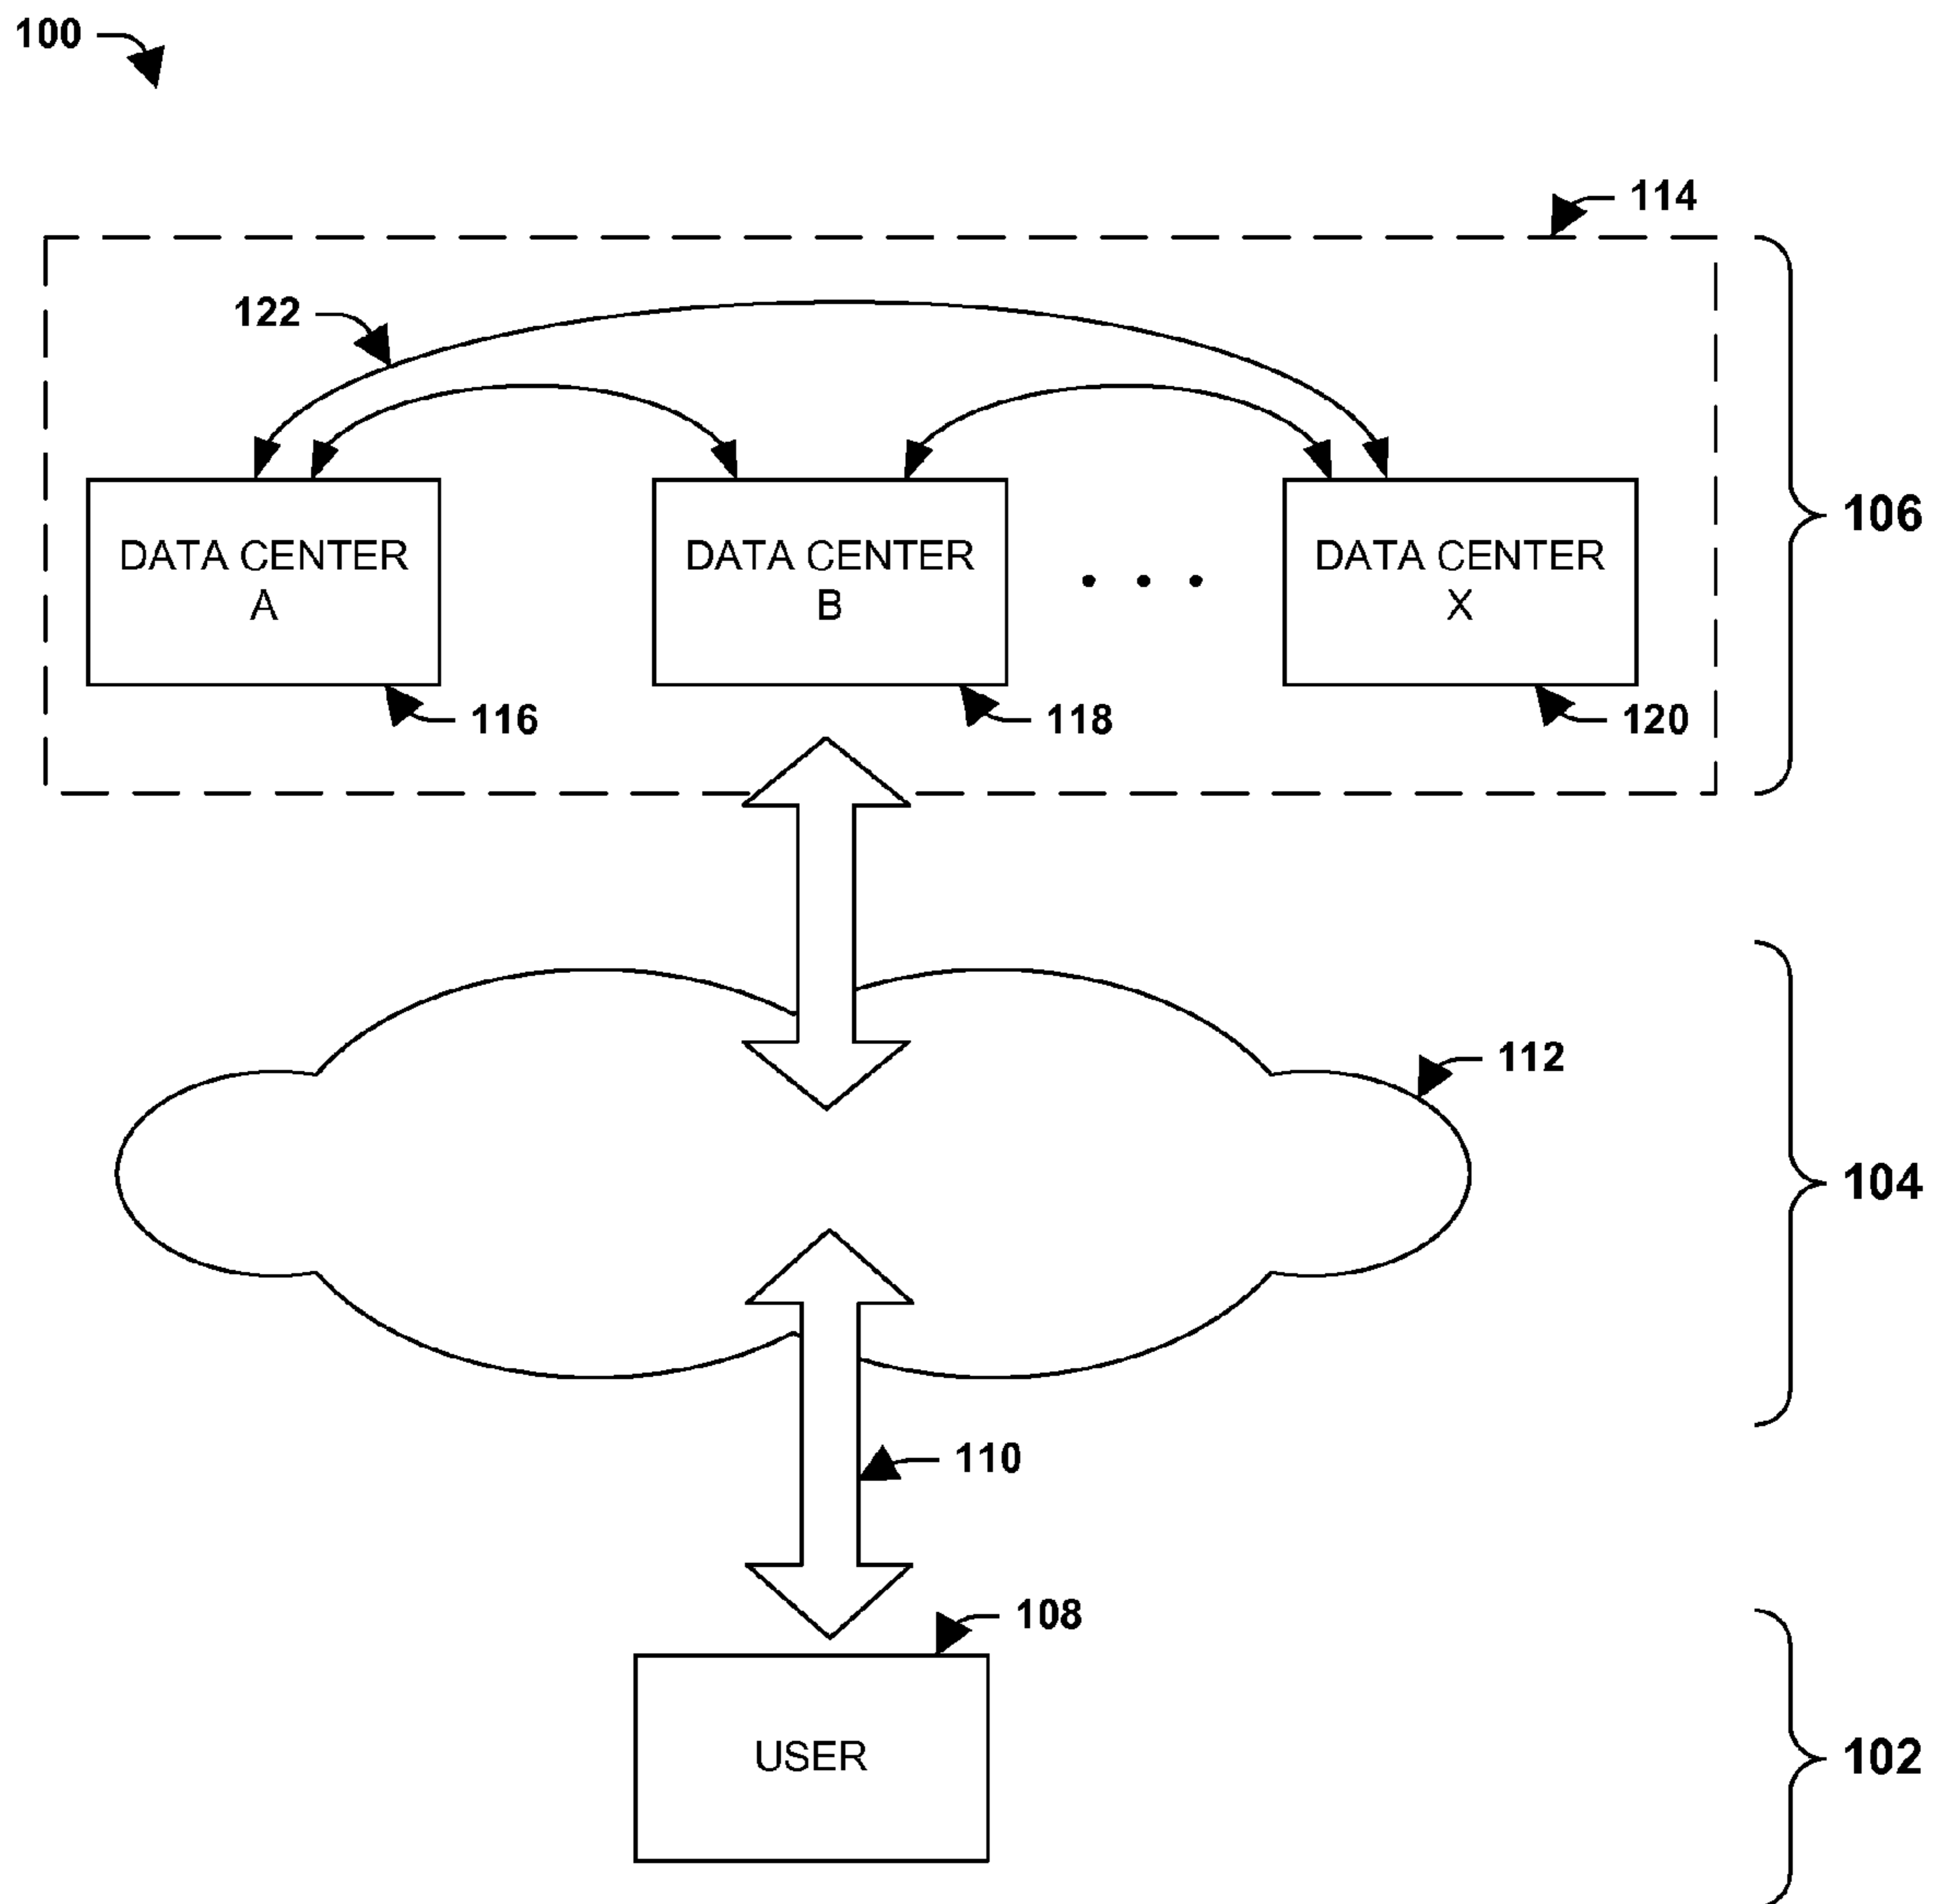 100
114
122
106
DATA CENTER
A
DATA CENTER
B
DATA CENTER
X
116
118
120
112
104
110
108
USER
102